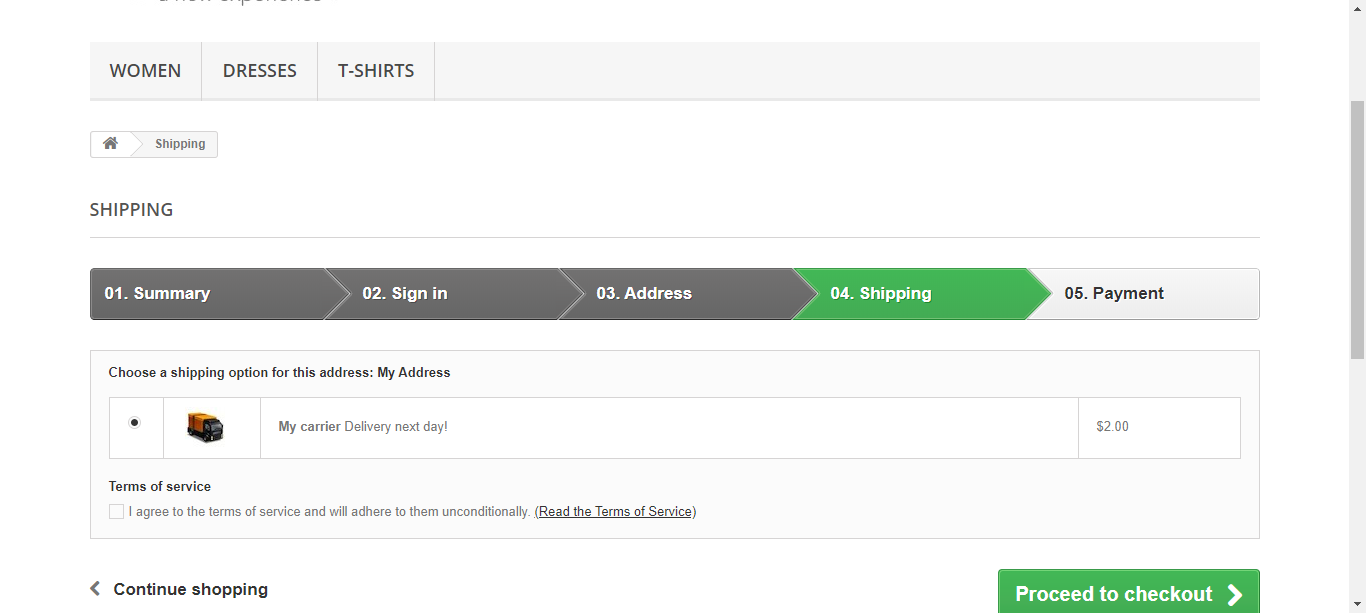 a new experience
WOMEN DRESSES T-SHIRTS
Shipping
SHIPPING
01. Summary 02. Sign in 03. Address 04. Shipping 05. Payment
Choose a shipping option for this address: My Address
My carrier Delivery next day! $2.00
Terms of service
I agree to the terms of service and will adhere to them unconditionally. (Read the Terms of Service)
Continue shopping Proceed to checkout